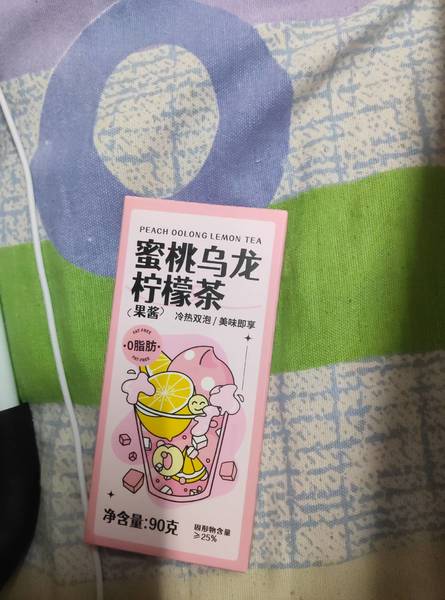 PEACH OOLONG LEMON TEA
蜜桃乌龙
柠檬茶
（果酱）
冷热双泡/美味即享
FAT-FREE
·0脂肪·
FAT-FREE
净含量:90克
固形物含量
≥25%